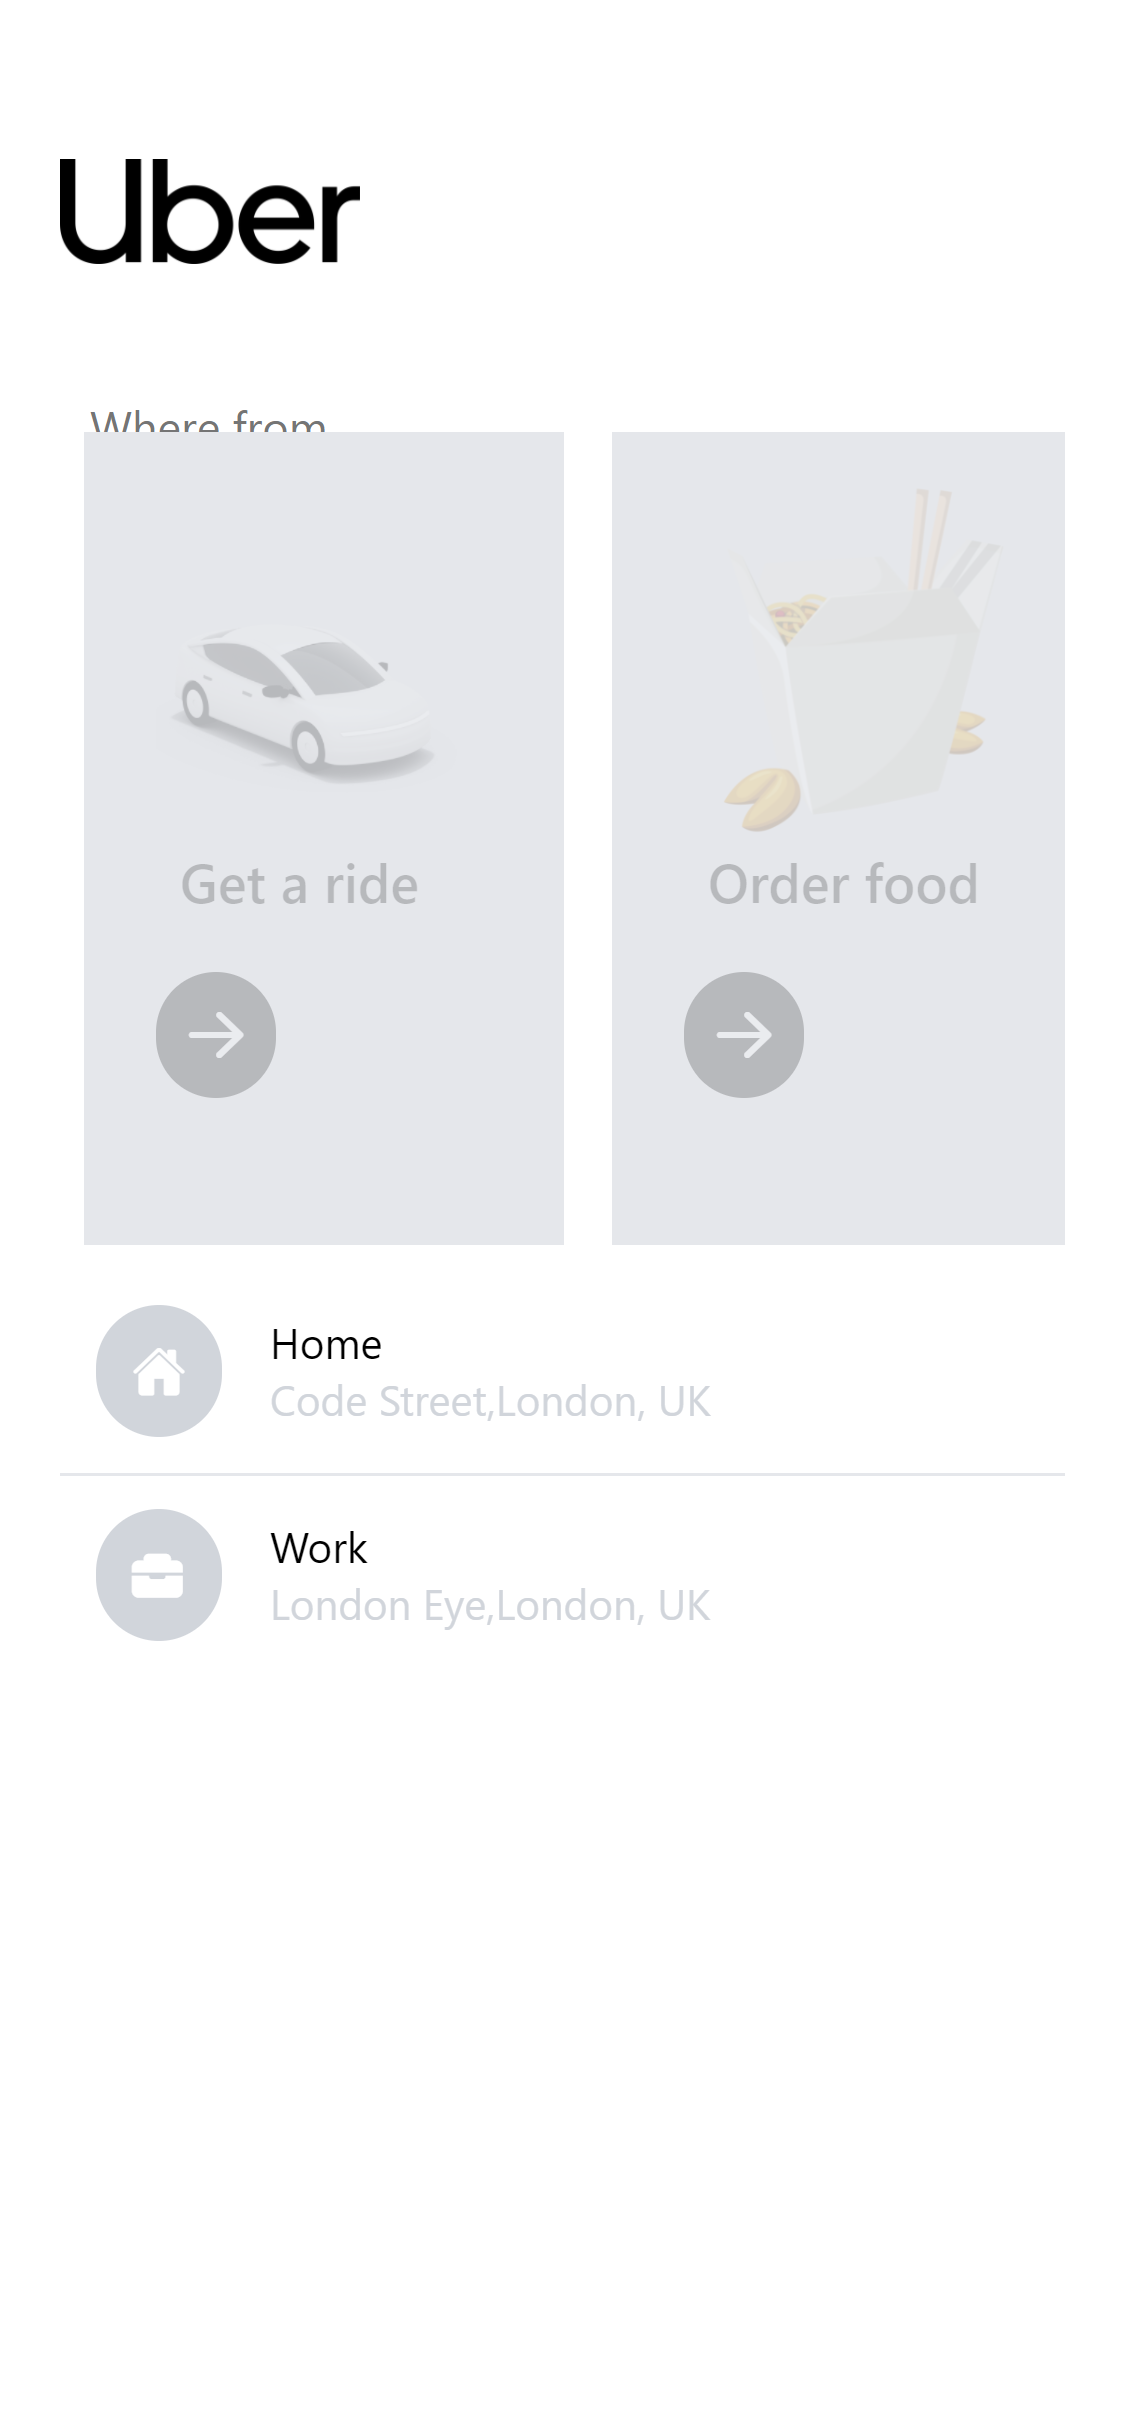 Uber
Where from
Get a ride
Order food
Home
Code Street,London, UK
Work
London Eye,London, UK